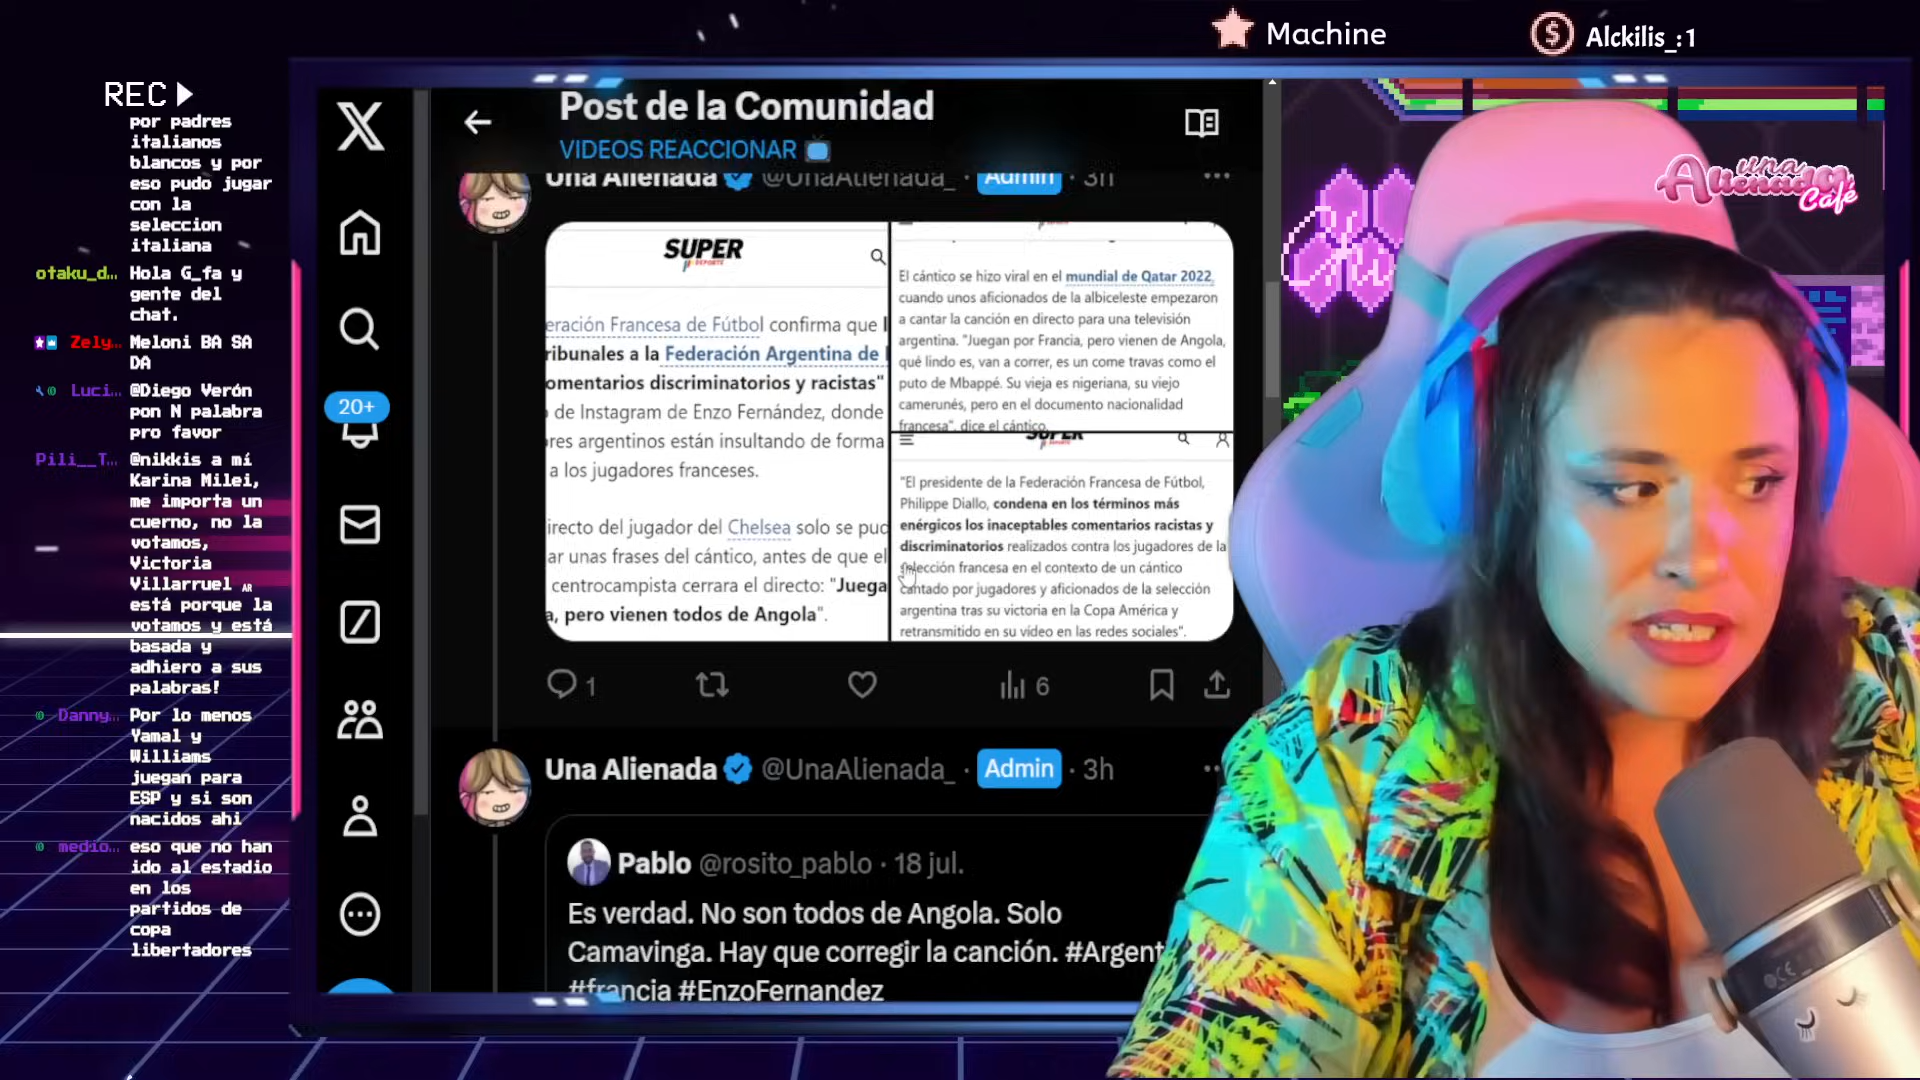 Machine
Alckilis_: 1
REC
por padres
italianos
blancos y por
eso pudo jugar
con la
seleccion
italiana
otaku_d...
Hola G_fa y
gente del
chat.
Zely...
Meloni BA SA
DA
Luci...
@Diego Verón
pon N palabra
pro favor
Pili__T...
@nikkis a mí
Karina Milei,
me importa un
cuerno, no la
votamos,
Victoria
Villarruel AR
está porque la
votamos y está
basada y
adhiero a sus
palabras!
Danny...
Por lo menos
Yamal y
Williams
juegan para
ESP y si son
nacidos ahi
medio...
eso que no han
ido al estadio
en los
partidos de
copa
libertadores
20+
Post de la Comunidad
VIDEOS REACCIONAR
Una Alienada @UnaAlienada_ · Admin · 3h
SUPER
DEPORTE
eración Francesa de Fútbol confirma que l
ribunales a la Federación Argentina de
omentarios discriminatorios y racistas"
o de Instagram de Enzo Fernández, donde
res argentinos están insultando de forma
a los jugadores franceses.
irecto del jugador del Chelsea solo se pud
ar unas frases del cántico, antes de que el
centrocampista cerrara el directo: "Juega
a, pero vienen todos de Angola".
El cántico se hizo viral en el mundial de Qatar 2022,
cuando unos aficionados de la albiceleste empezaron
a cantar la canción en directo para una televisión
argentina. "Juegan por Francia, pero vienen de Angola,
qué lindo es, van a correr, es un come travas como el
puto de Mbappé. Su vieja es nigeriana, su viejo
camerunés, pero en el documento nacionalidad
francesa", dice el cántico.
SUPER
"El presidente de la Federación Francesa de Fútbol,
Philippe Diallo, condena en los términos más
enérgicos los inaceptables comentarios racistas y
discriminatorios realizados contra los jugadores de la
selección francesa en el contexto de un cántico
cantado por jugadores y aficionados de la selección
argentina tras su victoria en la Copa América y
retransmitido en su vídeo en las redes sociales".
1
6
Una Alienada @UnaAlienada_ · Admin · 3h
Pablo @rosito_pablo · 18 jul.
Es verdad. No son todos de Angola. Solo
Camavinga. Hay que corregir la canción. #Argent
#francia #EnzoFernandez
una
Alienada
Café